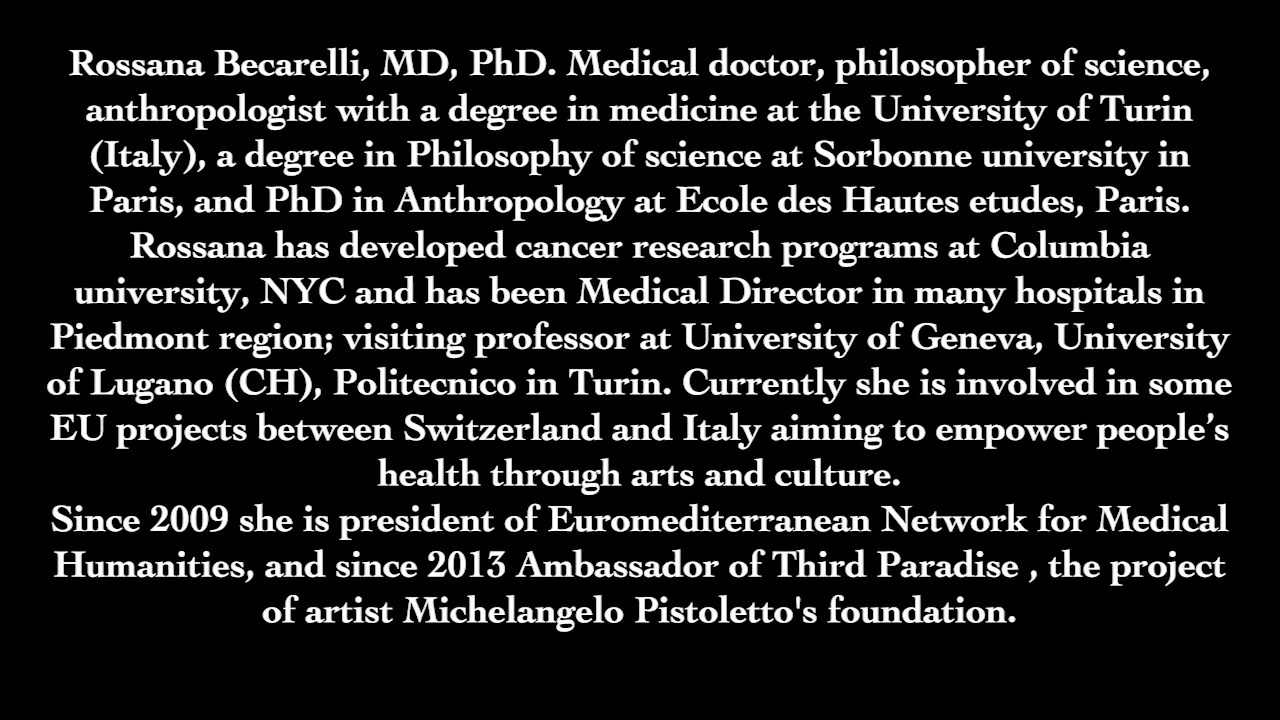 Rossana Becarelli, MD, PhD. Medical doctor, philosopher of science,
anthropologist with a degree in medicine at the University of Turin
(Italy), a degree in Philosophy of science at Sorbonne university in
Paris, and PhD in Anthropology at Ecole des Hautes etudes, Paris.
Rossana has developed cancer research programs at Columbia
university, NYC and has been Medical Director in many hospitals in
Piedmont region; visiting professor at University of Geneva, University
of Lugano (CH), Politecnico in Turin. Currently she is involved in some
EU projects between Switzerland and Italy aiming to empower people’s
health through arts and culture.
Since 2009 she is president of Euromediterranean Network for Medical
Humanities, and since 2013 Ambassador of Third Paradise , the project
of artist Michelangelo Pistoletto's foundation.